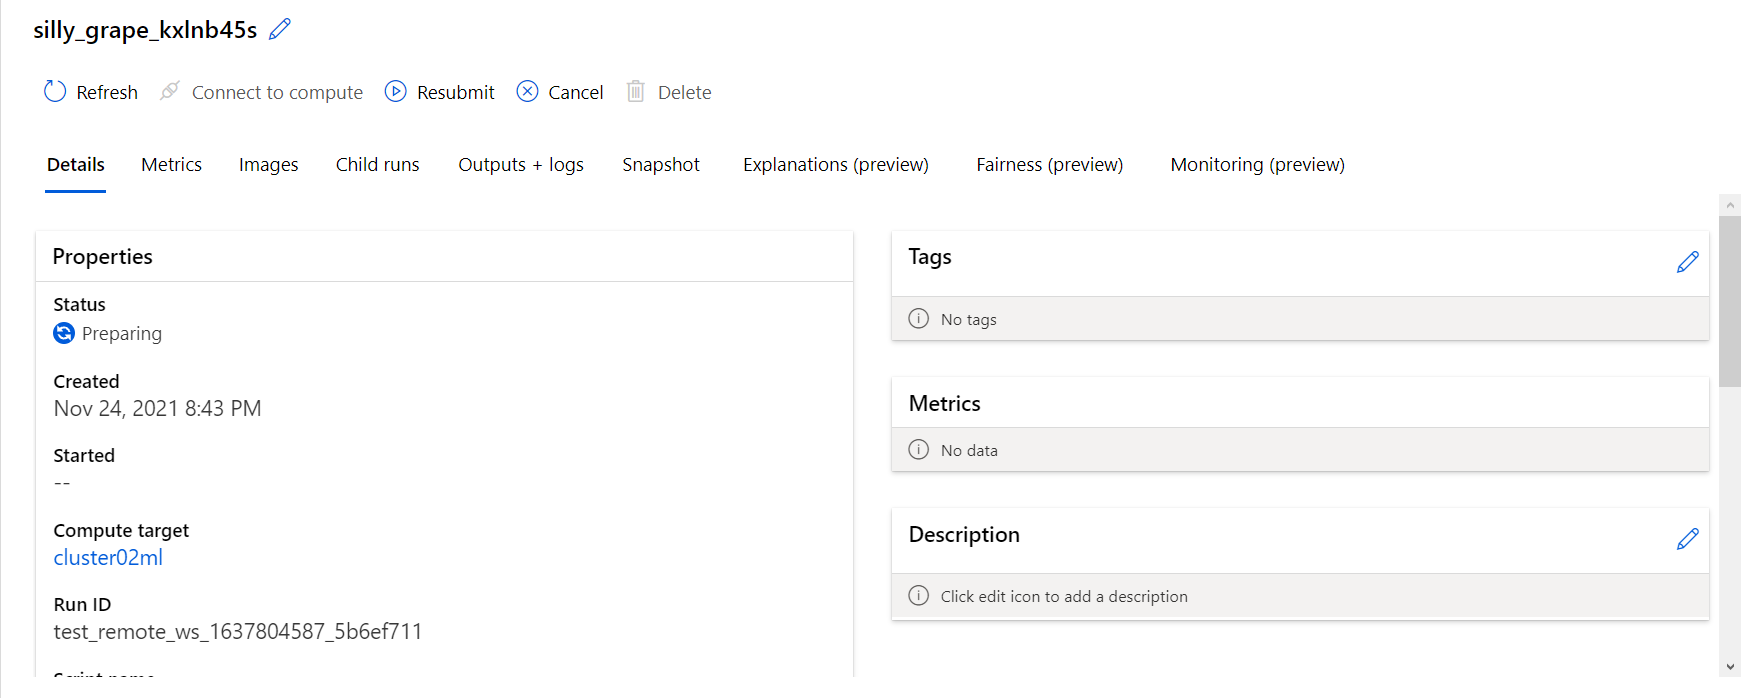 silly_grape_kxlnb45s
Refresh Connect to compute Resubmit Cancel Delete
Details Metrics Images Child runs Outputs + logs Snapshot Explanations (preview) Fairness (preview) Monitoring (preview)
Properties
Status
Preparing
Created
Nov 24, 2021 8:43 PM
Started
--
Compute target
cluster02ml
Run ID
test_remote_ws_1637804587_5b6ef711
Script name
Tags
No tags
Metrics
No data
Description
Click edit icon to add a description